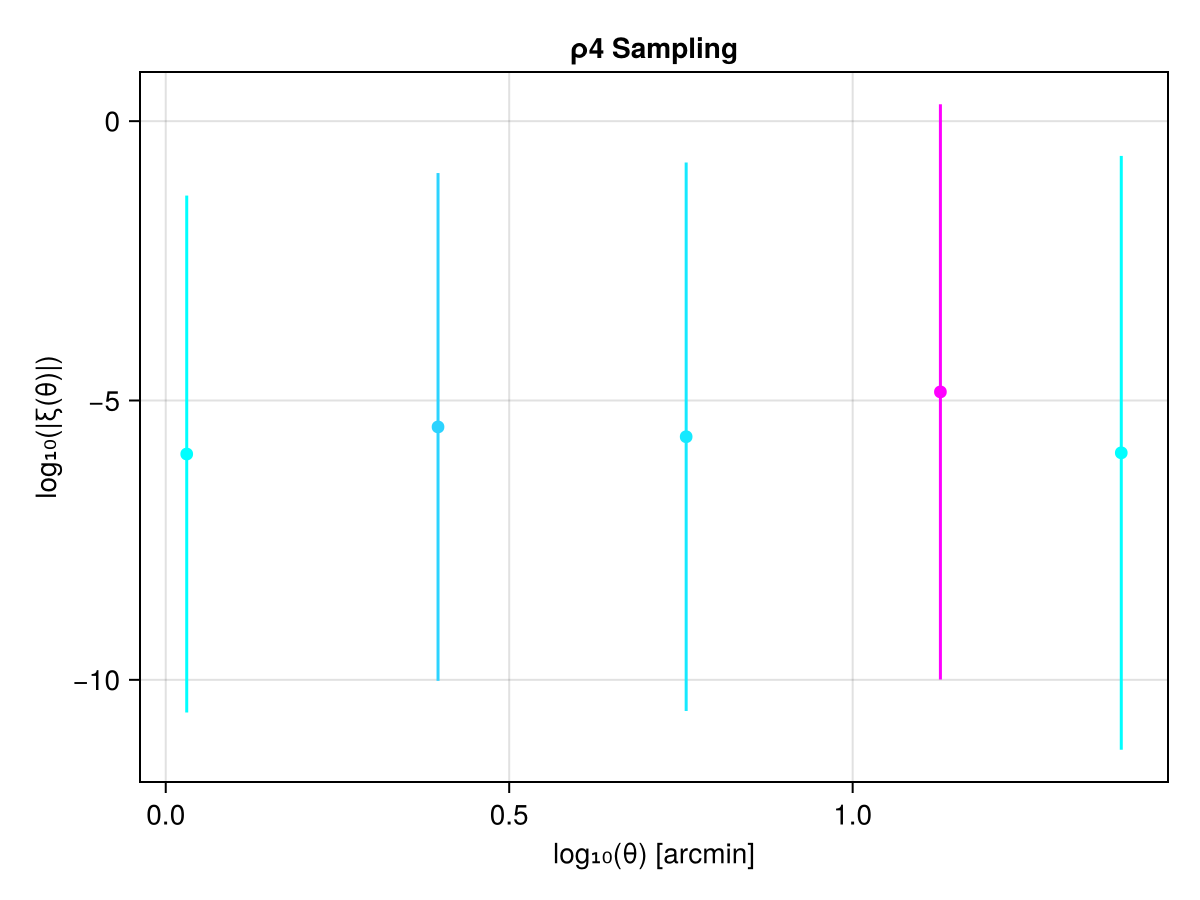 ρ4 Sampling
0
−5
−10
log₁₀(|ξ(θ)|)
0.0 0.5 1.0
log₁₀(θ) [arcmin]